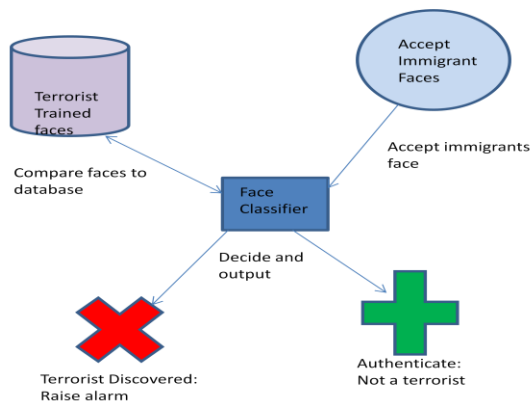 Terrorist
Trained
faces
Accept
Immigrant
Faces
Compare faces to
database
Accept immigrants
face
Face
Classifier
Decide and
output
Terrorist Discovered:
Raise alarm
Authenticate:
Not a terrorist